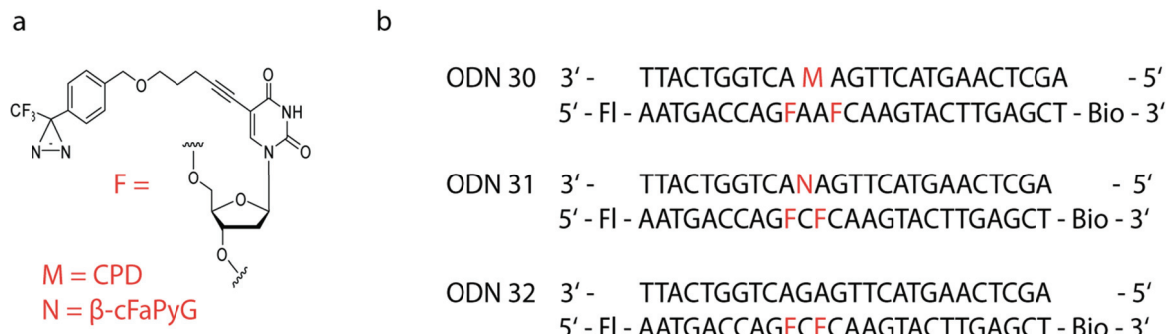 a
b
CF₃
N
N
O
O
NH
N
O
O
O
O
F =
M = CPD
N = β-cFaPyG
ODN 30 3‘ - TTACTGGTCA M AGTTCATGAACTCGA - 5‘
5‘ - Fl - AATGACCAGFAAFCAAGTACTTGAGCT - Bio - 3‘
ODN 31 3‘ - TTACTGGTCANAGTTCATGAACTCGA - 5‘
5‘ - Fl - AATGACCAGFCFCAAGTACTTGAGCT - Bio - 3‘
ODN 32 3‘ - TTACTGGTCAGAGTTCATGAACTCGA - 5‘
5‘ - Fl - AATGACCAGFCFCAAGTACTTGAGCT - Bio - 3‘